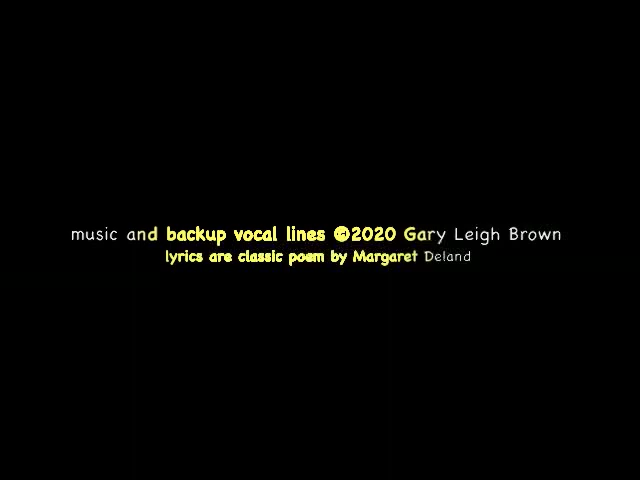 music and backup vocal lines ©2020 Gary Leigh Brown
lyrics are classic poem by Margaret Deland